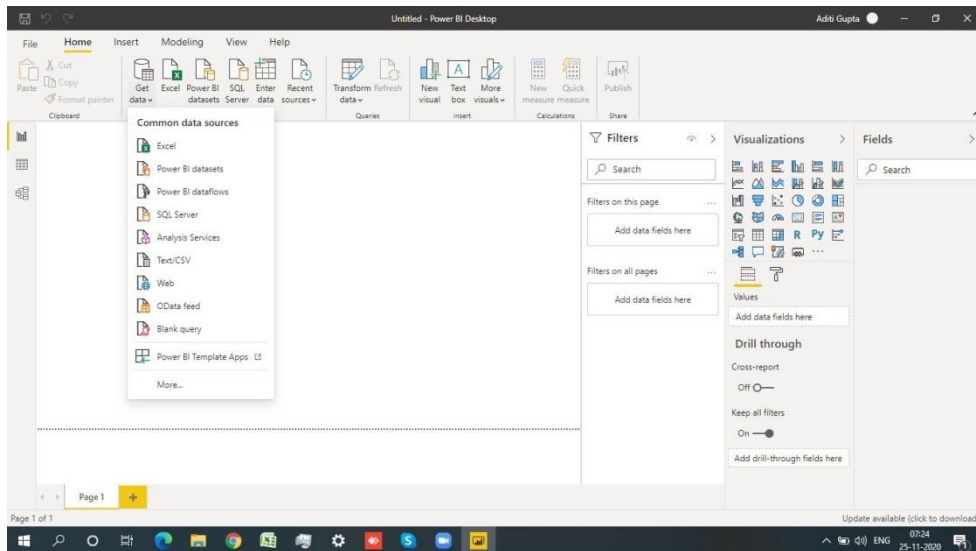 Untitled - Power BI Desktop
Aditi Gupta
File Home Insert Modeling View Help
Paste
Cut
Copy
Format painter
Clipboard
Get data
Excel
Power BI datasets
SQL Server
Enter data
Recent sources
Transform data
Refresh
Queries
New visual
Text box
More visuals
Insert
New measure
Quick measure
Calculations
Publish
Share
Common data sources
Excel
Power BI datasets
Power BI dataflows
SQL Server
Analysis Services
Text/CSV
Web
OData feed
Blank query
Power BI Template Apps
More...
Filters
Search
Filters on this page
Add data fields here
Filters on all pages
Add data fields here
Visualizations
R Py
Values
Add data fields here
Drill through
Cross-report
Off
Keep all filters
On
Add drill-through fields here
Fields
Search
Page 1
Page 1 of 1
Update available (click to download
ENG
07:24
25-11-2020